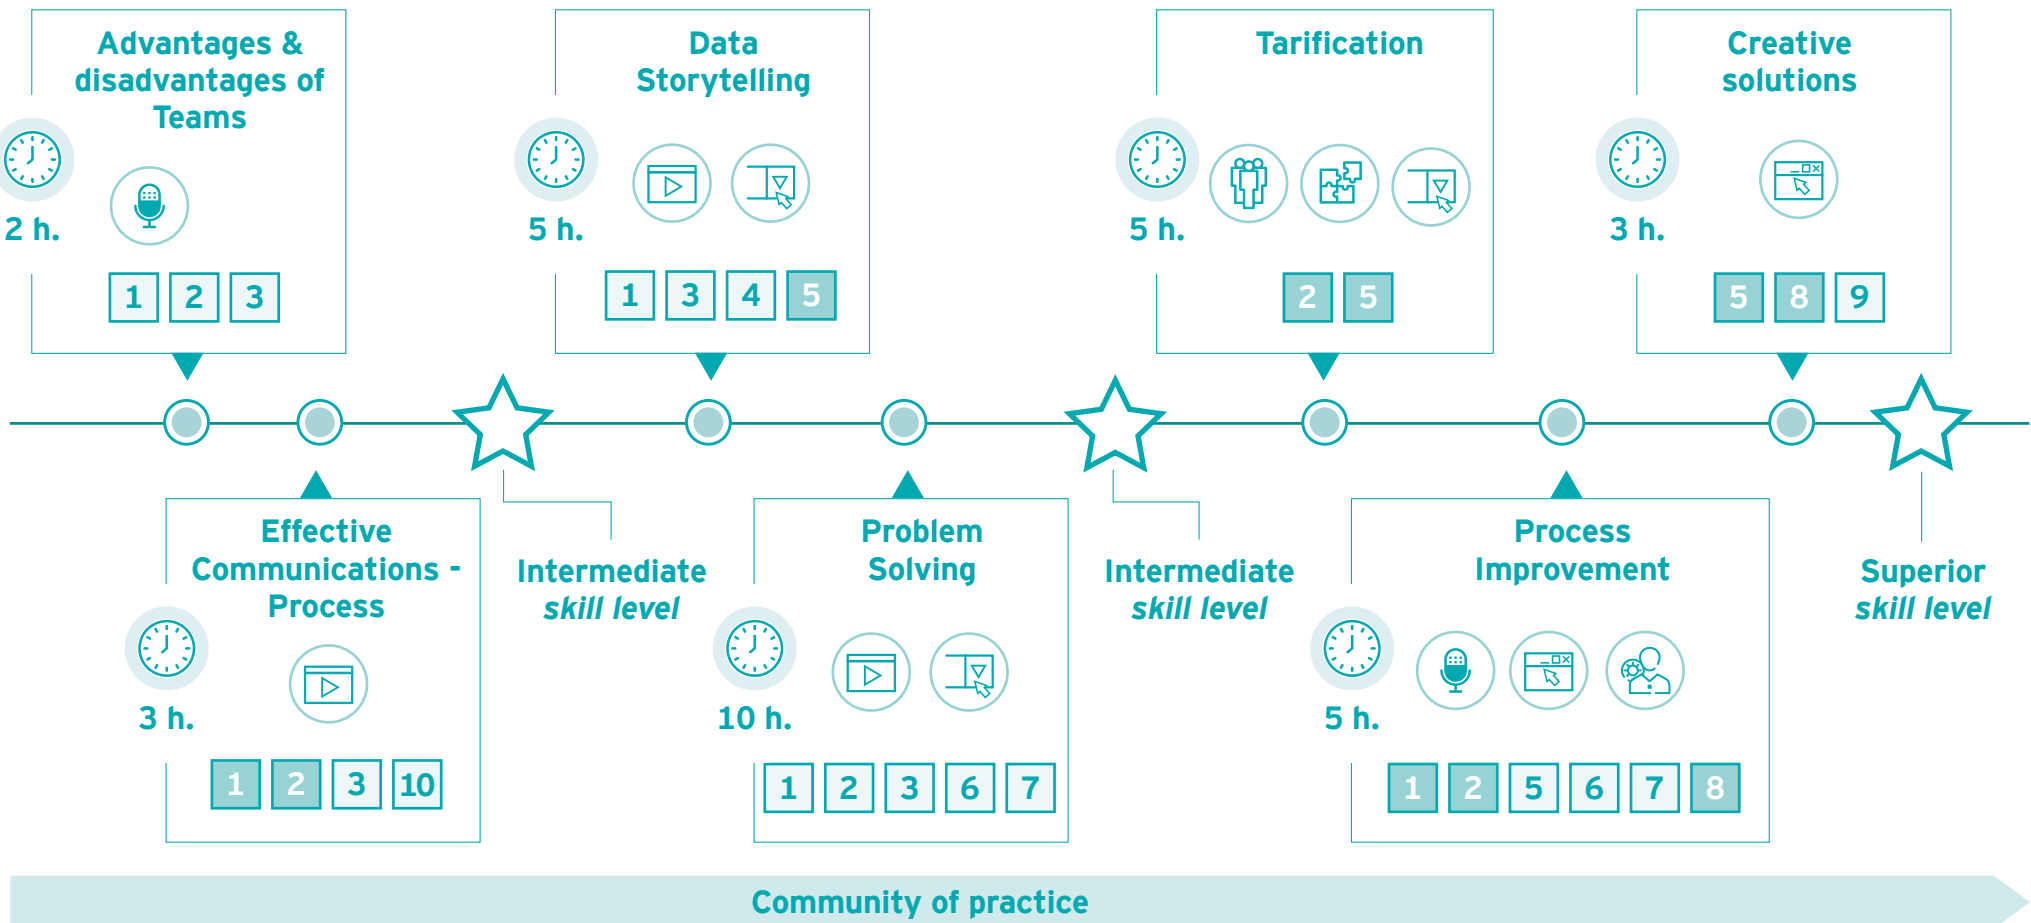 Advantages &
disadvantages of
Teams
2 h.
1 2 3
Data
Storytelling
5 h.
1 3 4 5
Tarification
5 h.
2 5
Creative
solutions
3 h.
5 8 9
Effective
Communications -
Process
3 h.
1 2 3 10
Intermediate
skill level
Problem
Solving
10 h.
1 2 3 6 7
Intermediate
skill level
Process
Improvement
5 h.
1 2 5 6 7 8
Superior
skill level
Community of practice